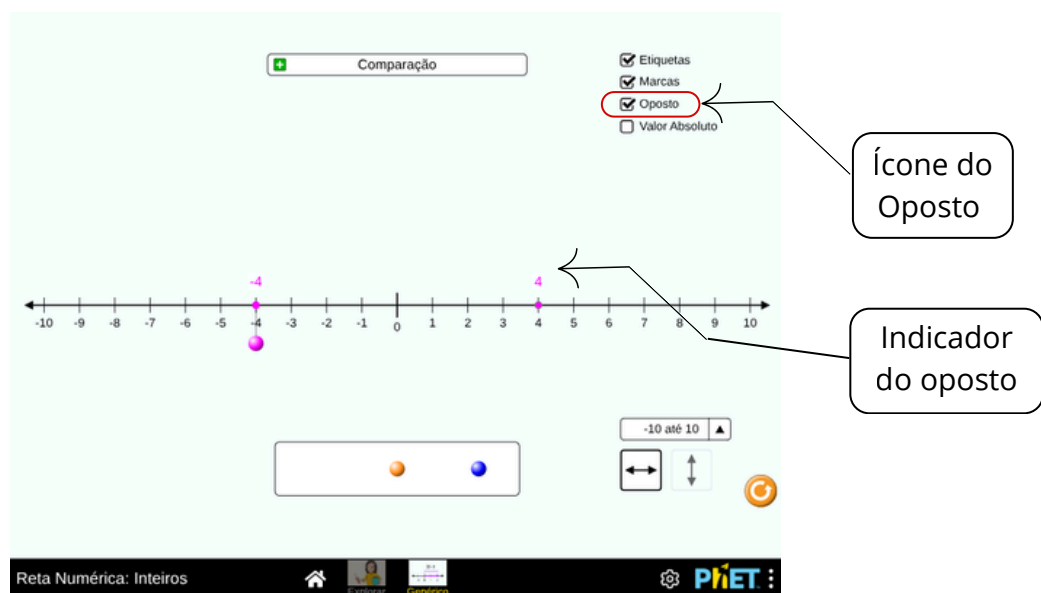 Comparação
Etiquetas
Marcas
Oposto
Valor Absoluto
Ícone do
Oposto
-4
4
-10 -9 -8 -7 -6 -5 -4 -3 -2 -1 0 1 2 3 4 5 6 7 8 9 10
Indicador
do oposto
-10 até 10
Reta Numérica: Inteiros
Explorar
Genérico
PhET